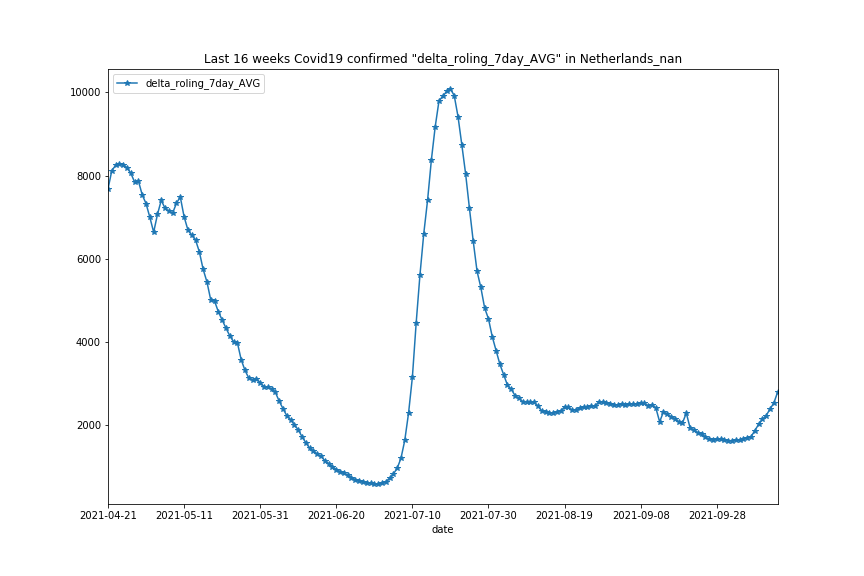 Last 16 weeks Covid19 confirmed "delta_roling_7day_AVG" in Netherlands_nan
delta_roling_7day_AVG
10000
8000
6000
4000
2000
2021-04-21 2021-05-11 2021-05-31 2021-06-20 2021-07-10 2021-07-30 2021-08-19 2021-09-08 2021-09-28
date